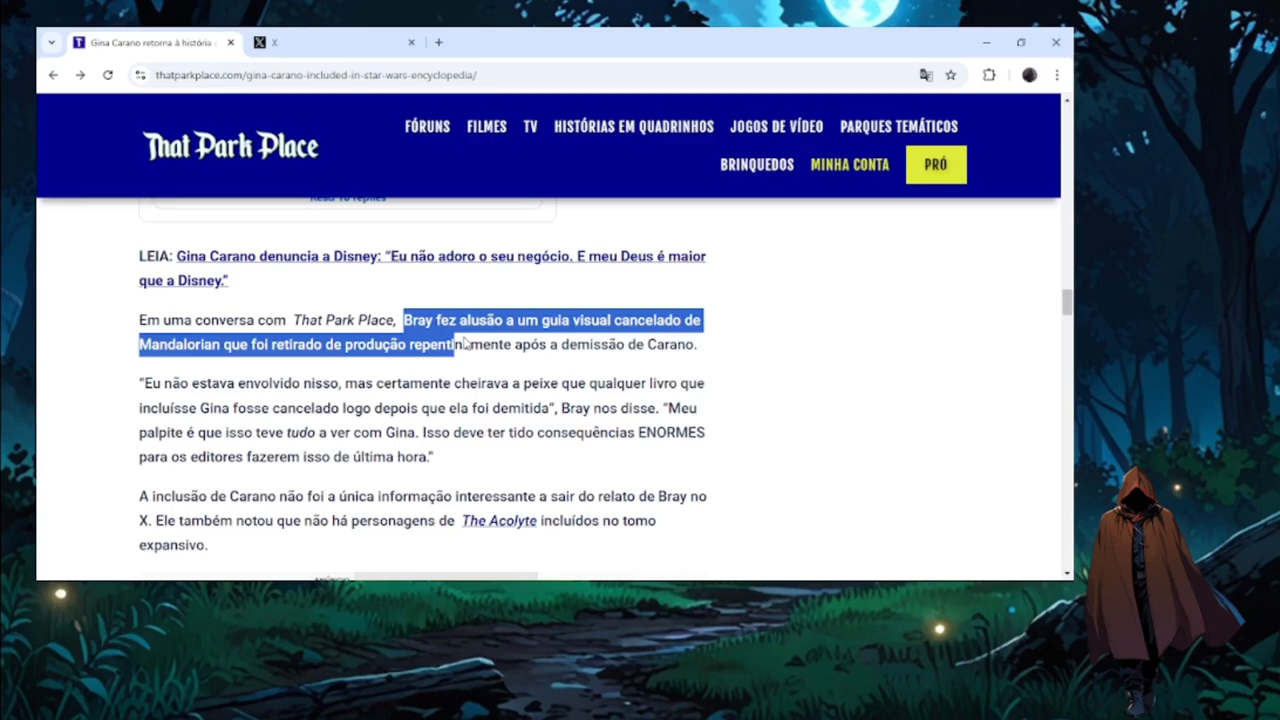 Gina Carano retorna à história
X
thatparkplace.com/gina-carano-included-in-star-wars-encyclopedia/
That Park Place
FÓRUNS FILMES TV HISTÓRIAS EM QUADRINHOS JOGOS DE VÍDEO PARQUES TEMÁTICOS
BRINQUEDOS MINHA CONTA PRÓ
LEIA: Gina Carano denuncia a Disney: “Eu não adoro o seu negócio. E meu Deus é maior
que a Disney.”
Em uma conversa com That Park Place, Bray fez alusão a um guia visual cancelado de
Mandalorian que foi retirado de produção repentinamente após a demissão de Carano.
“Eu não estava envolvido nisso, mas certamente cheirava a peixe que qualquer livro que
incluísse Gina fosse cancelado logo depois que ela foi demitida”, Bray nos disse. “Meu
palpite é que isso teve tudo a ver com Gina. Isso deve ter tido consequências ENORMES
para os editores fazerem isso de última hora.”
A inclusão de Carano não foi a única informação interessante a sair do relato de Bray no
X. Ele também notou que não há personagens de The Acolyte incluídos no tomo
expansivo.